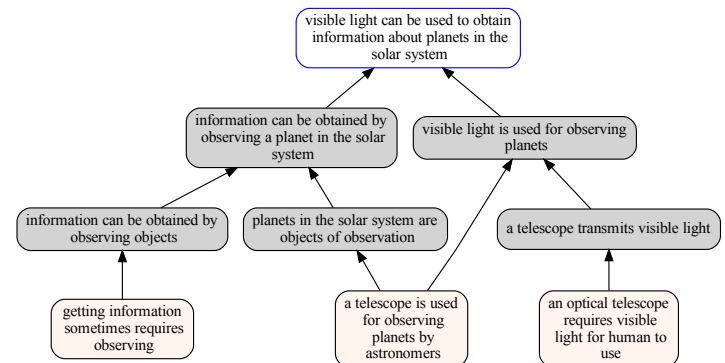 visible light can be used to obtain
information about planets in the
solar system
information can be obtained by
observing a planet in the solar
system
visible light is used for observing
planets
information can be obtained by
observing objects
planets in the solar system are
objects of observation
a telescope transmits visible light
getting information
sometimes requires
observing
a telescope is used
for observing
planets by
astronomers
an optical telescope
requires visible
light for human to
use